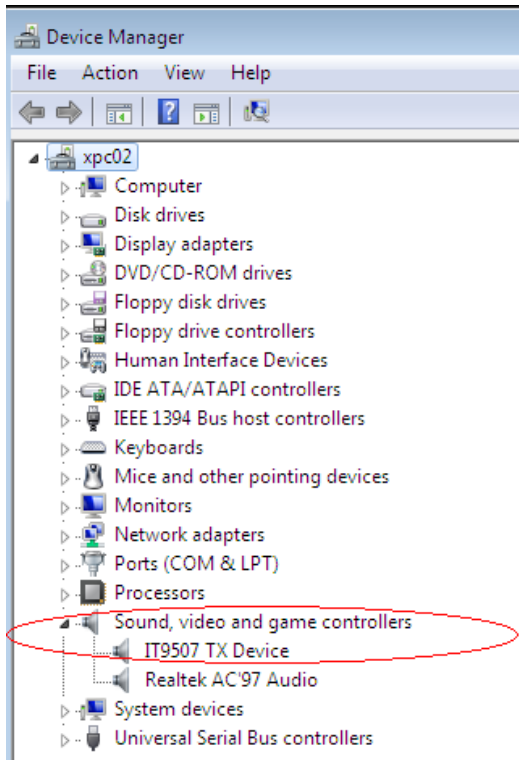 Device Manager
File Action View Help
xpc02
Computer
Disk drives
Display adapters
DVD/CD-ROM drives
Floppy disk drives
Floppy drive controllers
Human Interface Devices
IDE ATA/ATAPI controllers
IEEE 1394 Bus host controllers
Keyboards
Mice and other pointing devices
Monitors
Network adapters
Ports (COM & LPT)
Processors
Sound, video and game controllers
IT9507 TX Device
Realtek AC'97 Audio
System devices
Universal Serial Bus controllers